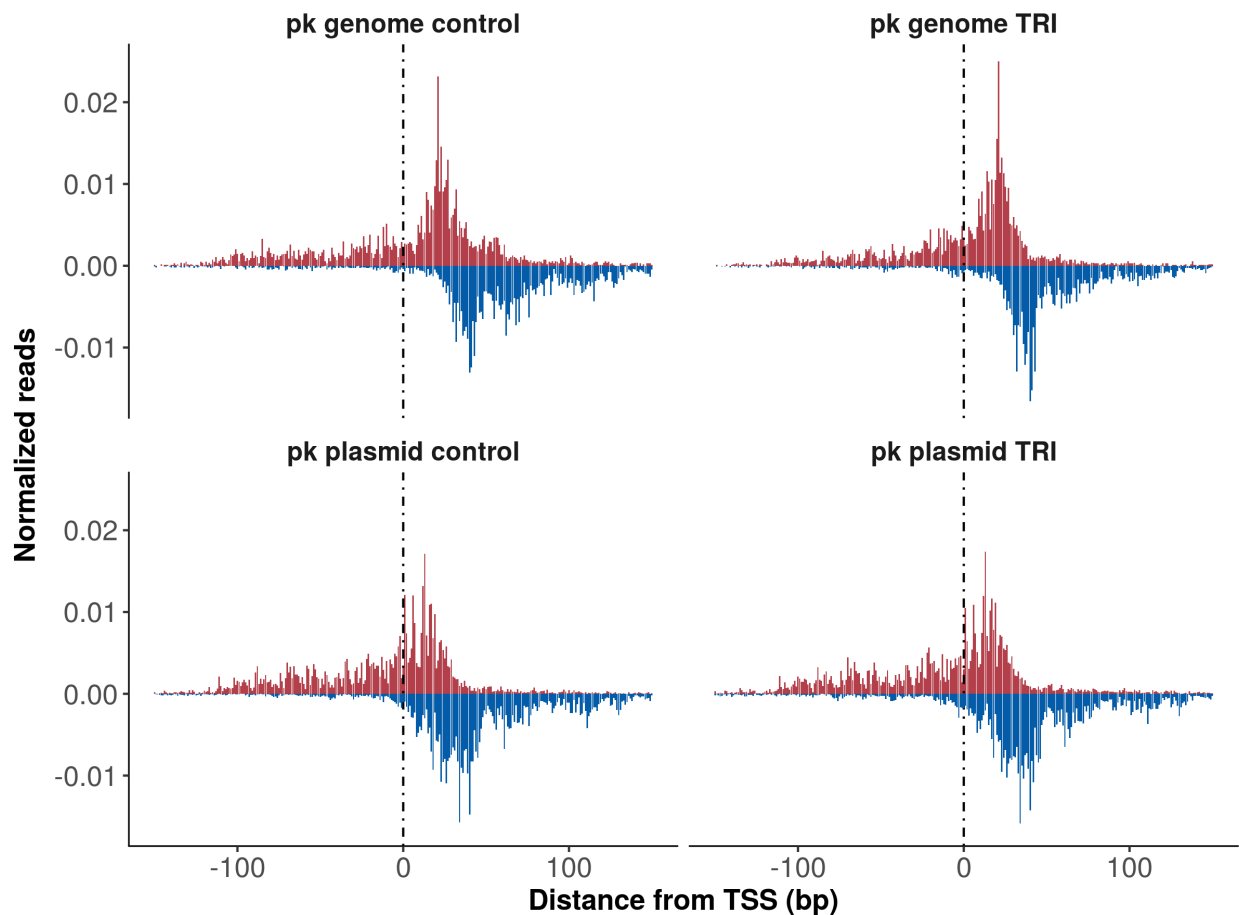 pk genome control
pk genome TRI
0.02
0.01
0.00
-0.01
pk plasmid control
pk plasmid TRI
0.02
0.01
0.00
-0.01
-100
0
100
-100
0
100
Distance from TSS (bp)
Normalized reads